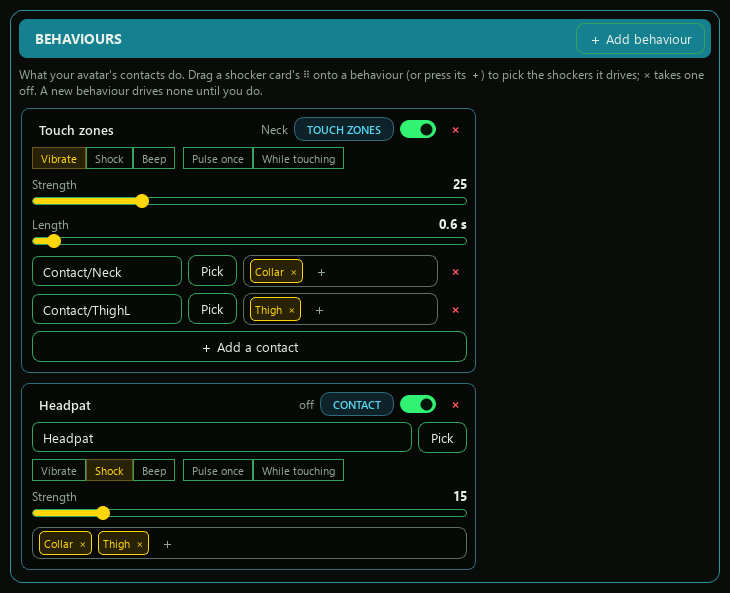 BEHAVIOURS
+ Add behaviour
What your avatar's contacts do. Drag a shocker card's ⠿ onto a behaviour (or press its +) to pick the shockers it drives; × takes one
off. A new behaviour drives none until you do.
Touch zones
Neck
TOUCH ZONES
×
Vibrate
Shock
Beep
Pulse once
While touching
Strength
25
Length
0.6 s
Contact/Neck
Pick
Collar ×
+
×
Contact/ThighL
Pick
Thigh ×
+
×
+ Add a contact
Headpat
off
CONTACT
×
Headpat
Pick
Vibrate
Shock
Beep
Pulse once
While touching
Strength
15
Collar ×
Thigh ×
+